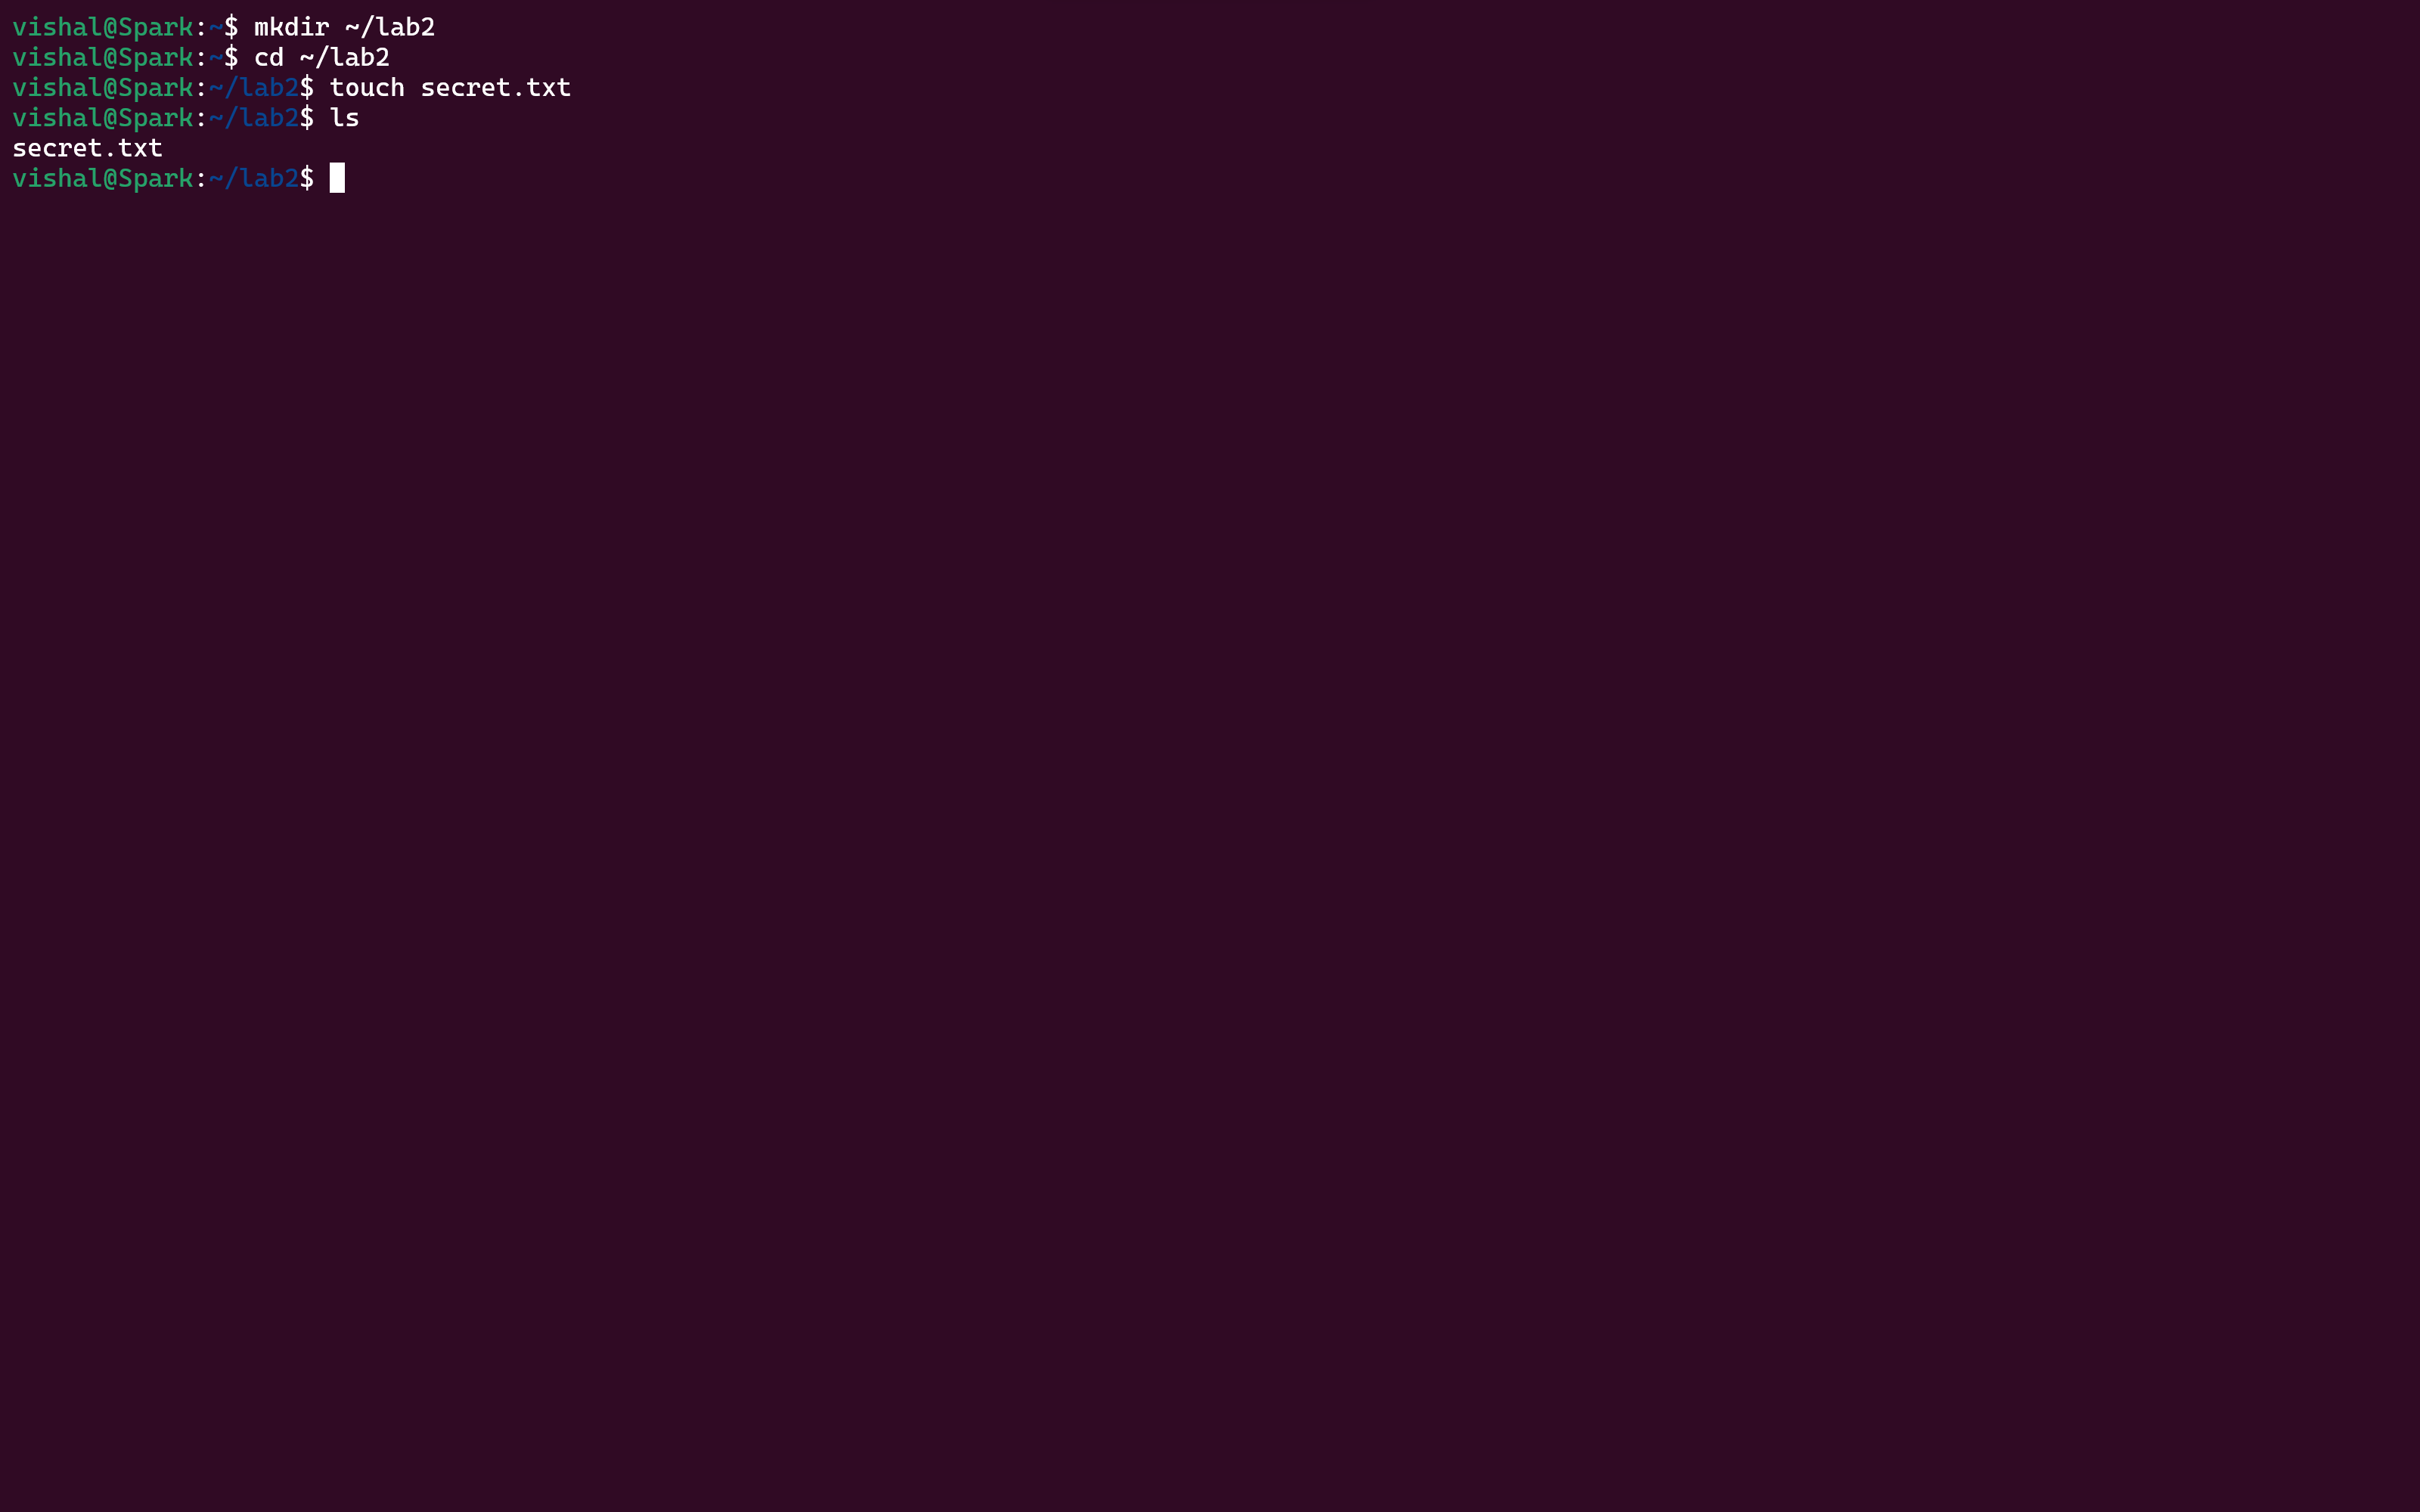 vishal@Spark:~$ mkdir ~/lab2
vishal@Spark:~$ cd ~/lab2
vishal@Spark:~/lab2$ touch secret.txt
vishal@Spark:~/lab2$ ls
secret.txt
vishal@Spark:~/lab2$